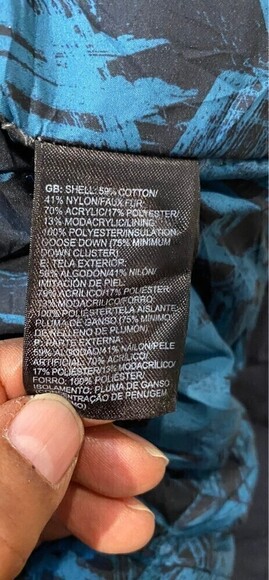 GB: SHELL: 59% COTTON/
41% NYLON/FAUX FUR:
70% ACRYLIC/17% POLYESTER/
13% MODACRYLIC/LINING:
100% POLYESTER/INSULATION:
GOOSE DOWN (75% MINIMUM
DOWN CLUSTER)
E: TELA EXTERIOR:
59% ALGODÓN/41% NILÓN/
IMITACIÓN DE PIEL:
70% ACRÍLICO/17% POLIÉSTER/
13% MODACRÍLICO/FORRO:
100% POLIÉSTER/TELA AISLANTE:
PLUMA DE GANSO (75% MÍNIMO
DE RELLENO DE PLUMÓN)
P: PARTE EXTERNA:
59% ALGODÃO/41% NÁILON/PELE
ARTIFICIAL: 70% ACRÍLICO/
17% POLIÉSTER/13% MODACRÍLICO/
FORRO: 100% POLIÉSTER/
ISOLAMENTO: PLUMA DE GANSO
CONCENTRAÇÃO DE PENUGEM